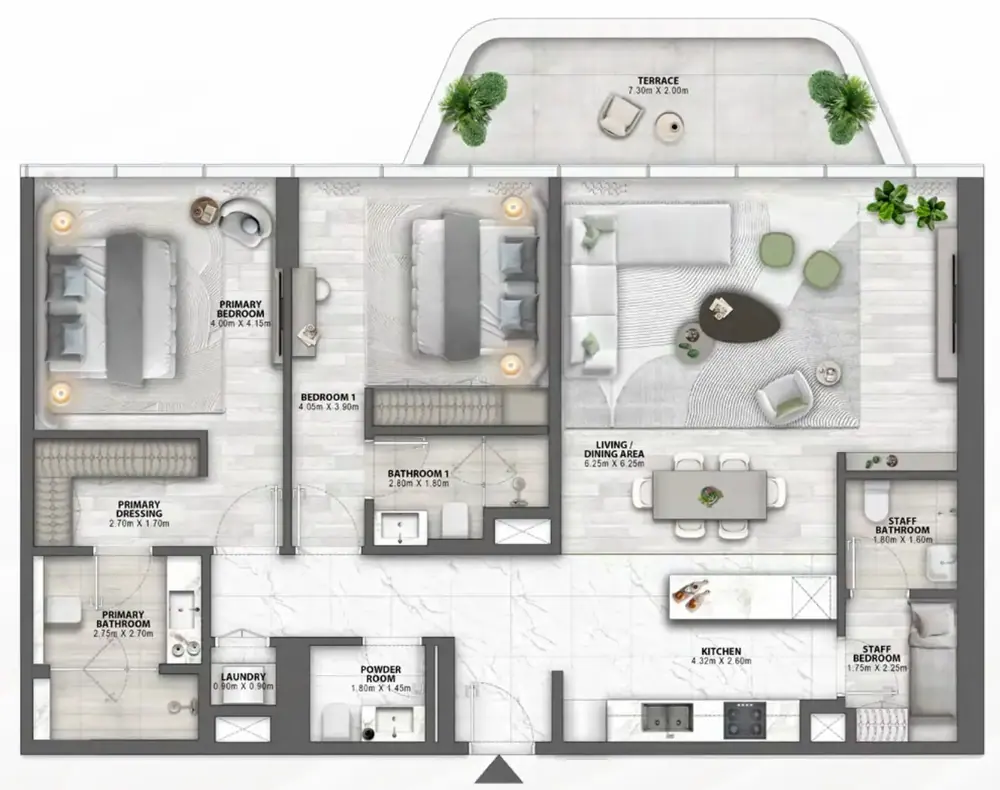 TERRACE
7.30m X 2.00m
PRIMARY
BEDROOM
4.00m X 4.15m
BEDROOM 1
4.05m X 3.90m
LIVING /
DINING AREA
6.25m X 6.25m
BATHROOM 1
2.80m X 1.80m
PRIMARY
DRESSING
2.70m X 1.70m
STAFF
BATHROOM
1.80m X 1.60m
PRIMARY
BATHROOM
2.75m X 2.70m
KITCHEN
4.32m X 2.60m
STAFF
BEDROOM
1.75m X 2.25m
LAUNDRY
0.90m X 0.90m
POWDER
ROOM
1.80m X 1.45m